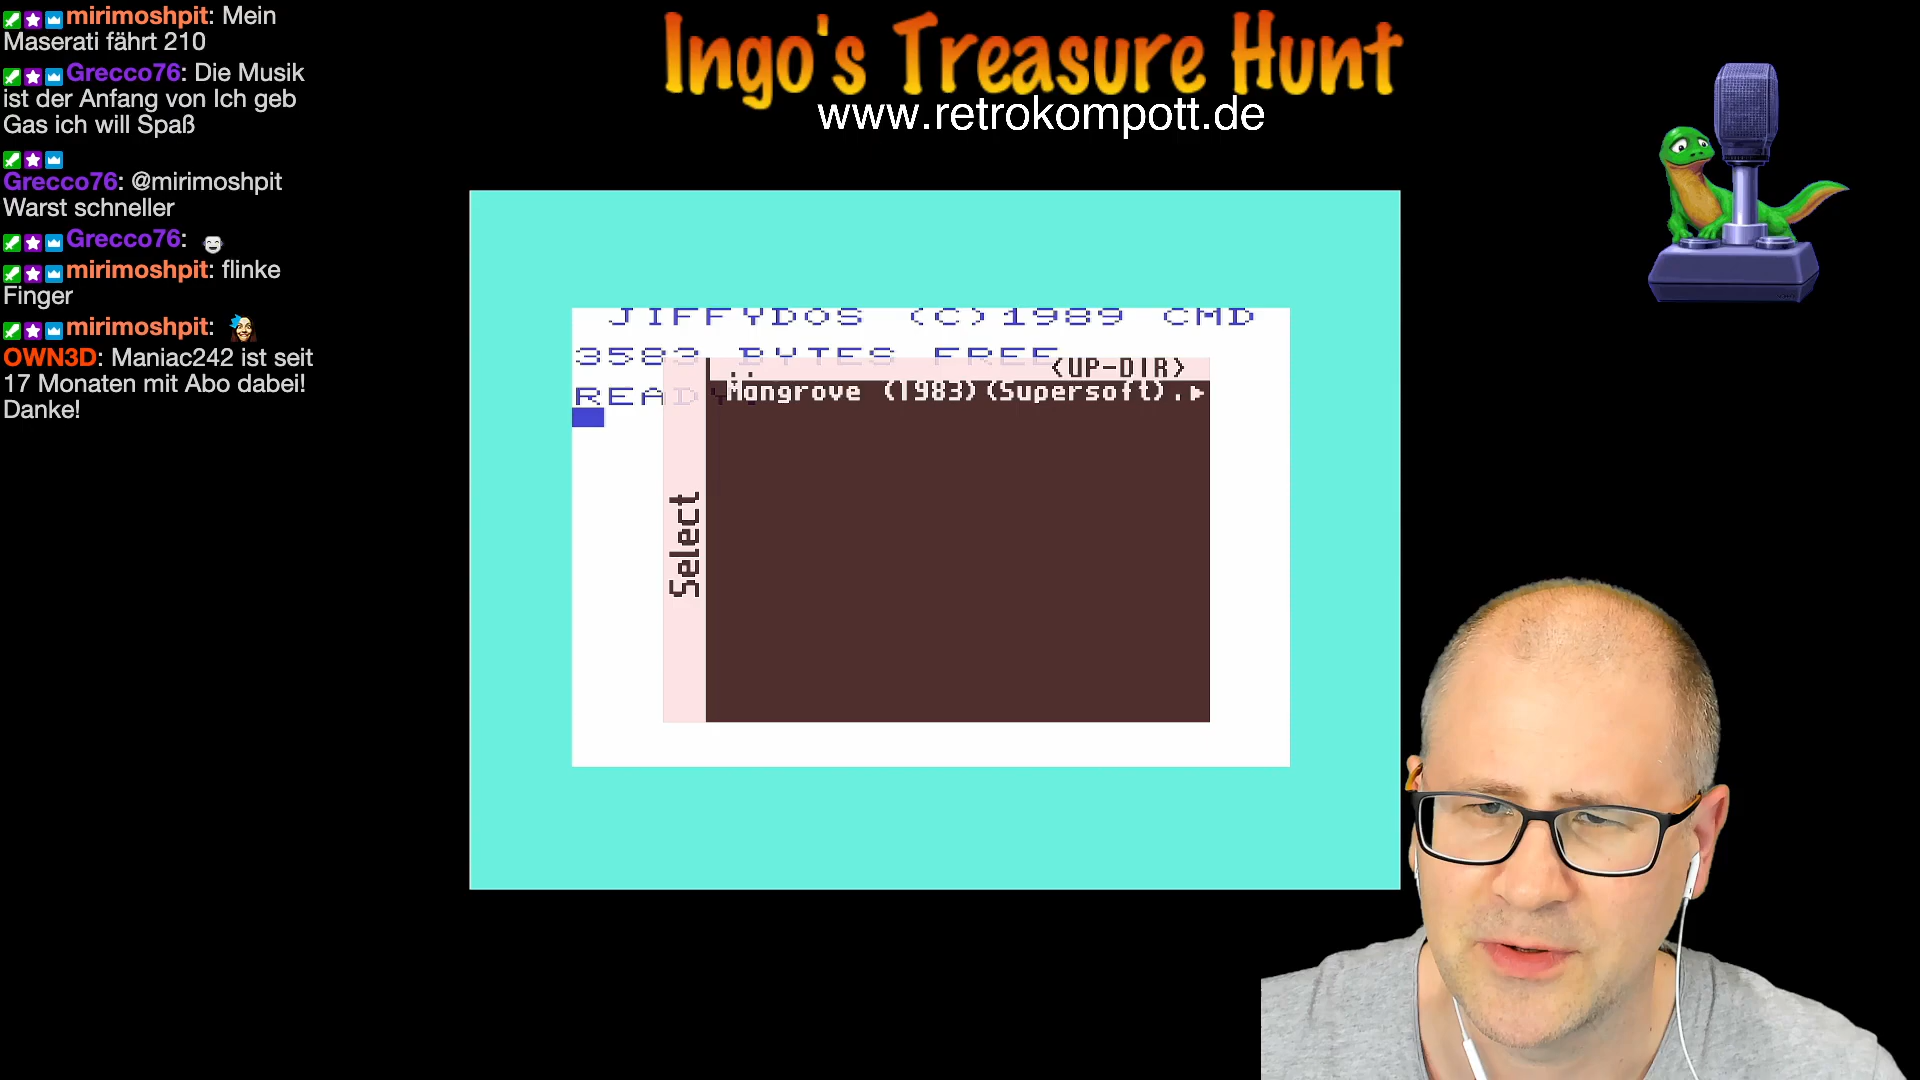 mirimoshpit: Mein
Maserati fährt 210
Grecco76: Die Musik
ist der Anfang von Ich geb
Gas ich will Spaß
Grecco76: @mirimoshpit
Warst schneller
Grecco76:
mirimoshpit: flinke
Finger
mirimoshpit:
OWN3D: Maniac242 ist seit
17 Monaten mit Abo dabei!
Danke!
Ingo's Treasure Hunt
www.retrokompott.de
JIFFYDOS (C)1989 CMD
3583 BYTES FREE
READY.
.. <UP-DIR>
Mangrove (1983)(Supersoft).
Select